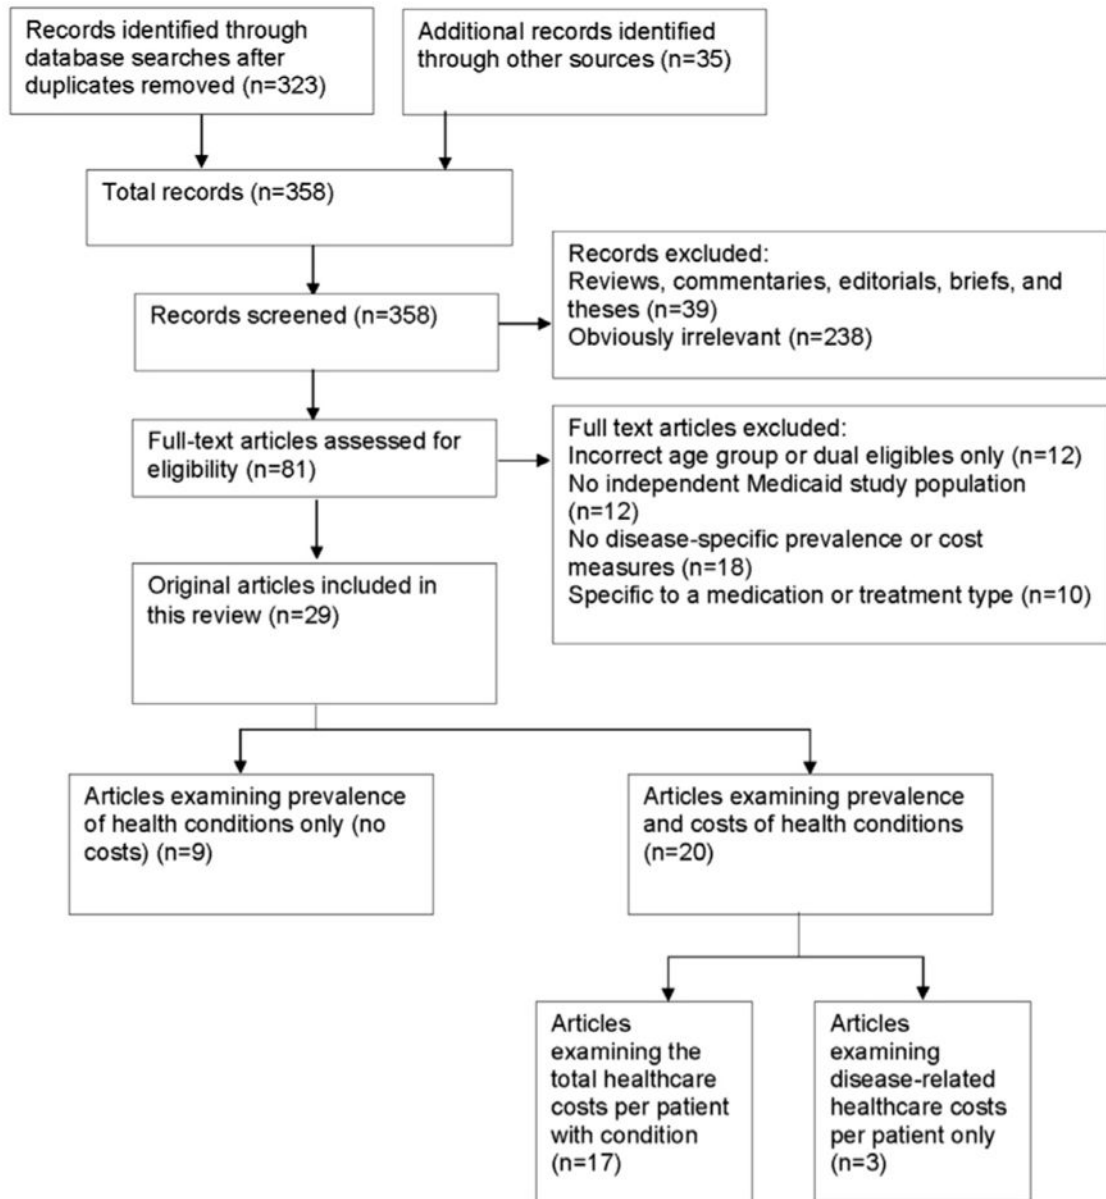 Records identified through
database searches after
duplicates removed (n=323)
Additional records identified
through other sources (n=35)
Total records (n=358)
Records screened (n=358)
Records excluded:
Reviews, commentaries, editorials, briefs, and
theses (n=39)
Obviously irrelevant (n=238)
Full-text articles assessed for
eligibility (n=81)
Full text articles excluded:
Incorrect age group or dual eligibles only (n=12)
No independent Medicaid study population
(n=12)
No disease-specific prevalence or cost
measures (n=18)
Specific to a medication or treatment type (n=10)
Original articles included in
this review (n=29)
Articles examining prevalence
of health conditions only (no
costs) (n=9)
Articles examining prevalence
and costs of health conditions
(n=20)
Articles
examining the
total healthcare
costs per patient
with condition
(n=17)
Articles
examining
disease-related
healthcare costs
per patient only
(n=3)